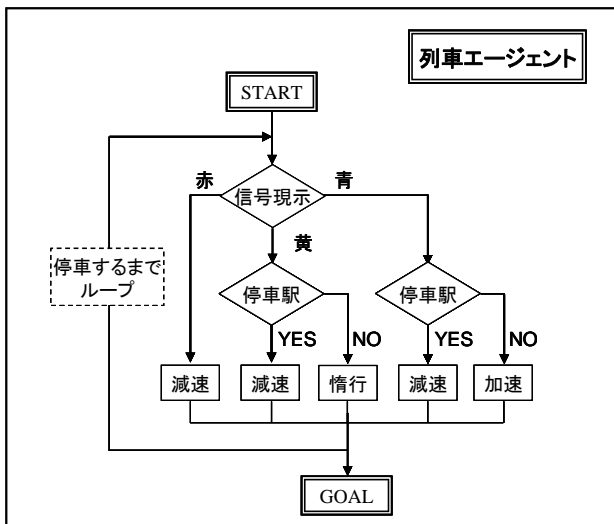 列車エージェント
START
赤
信号現示
青
黄
停車するまで
ループ
停車駅
停車駅
YES
NO
YES
NO
減速
減速
惰行
減速
加速
GOAL